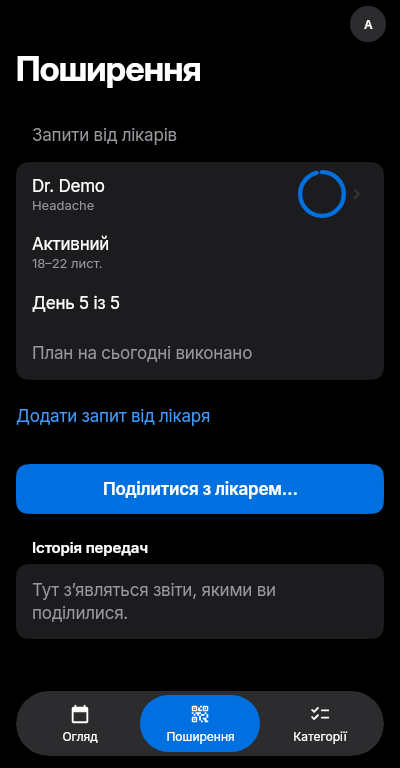 A
Поширення
Запити від лікарів
Dr. Demo
Headache
Активний
18–22 лист.
День 5 із 5
План на сьогодні виконано
Додати запит від лікаря
Поділитися з лікарем...
Історія передач
Тут з’являться звіти, якими ви
поділилися.
Огляд
Поширення
Категорії